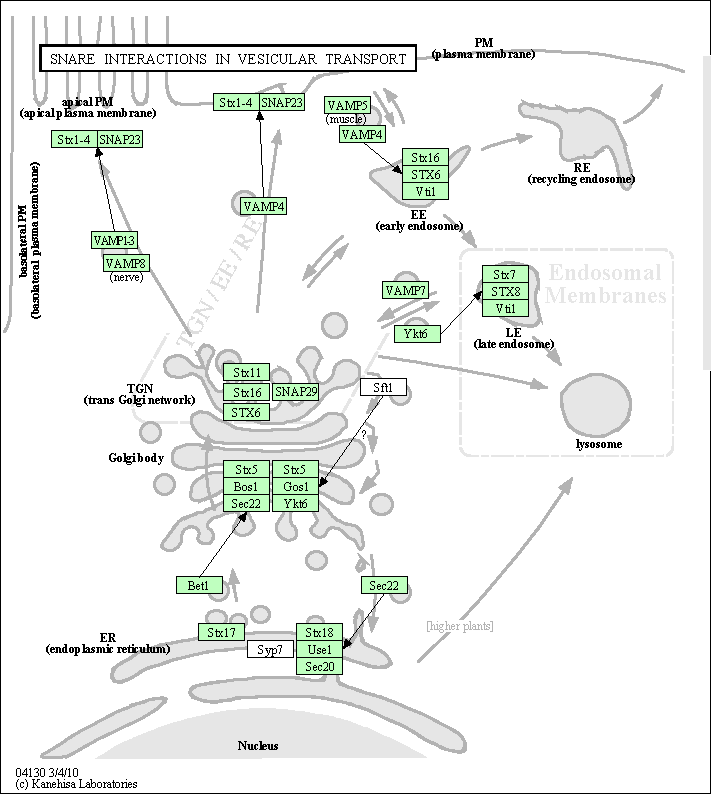 SNARE INTERACTIONS IN VESICULAR TRANSPORT
PM
(plasma membrane)
apical PM
(apical plasma membrane)
Stx1-4 SNAP23
Stx1-4 SNAP23
VAMP5
(muscle)
VAMP4
Stx16
STX6
Vti1
EE
(early endosome)
RE
(recycling endosome)
basolateral PM
(basolateral plasma membrane)
VAMP4
VAMP1-3
VAMP8
(nerve)
TGN / EE / RE
Endosomal
Membranes
Stx7
STX8
Vti1
LE
(late endosome)
VAMP7
Ykt6
lysosome
TGN
(trans Golgi network)
Stx11
Stx16 SNAP29
STX6
Sft1
?
Golgi body
Stx5 Stx5
Bos1 Gos1
Sec22 Ykt6
Bet1
Sec22
[higher plants]
ER
(endoplasmic reticulum)
Stx17
Syp7
Stx18
Use1
Sec20
Nucleus
04130 3/4/10
(c) Kanehisa Laboratories